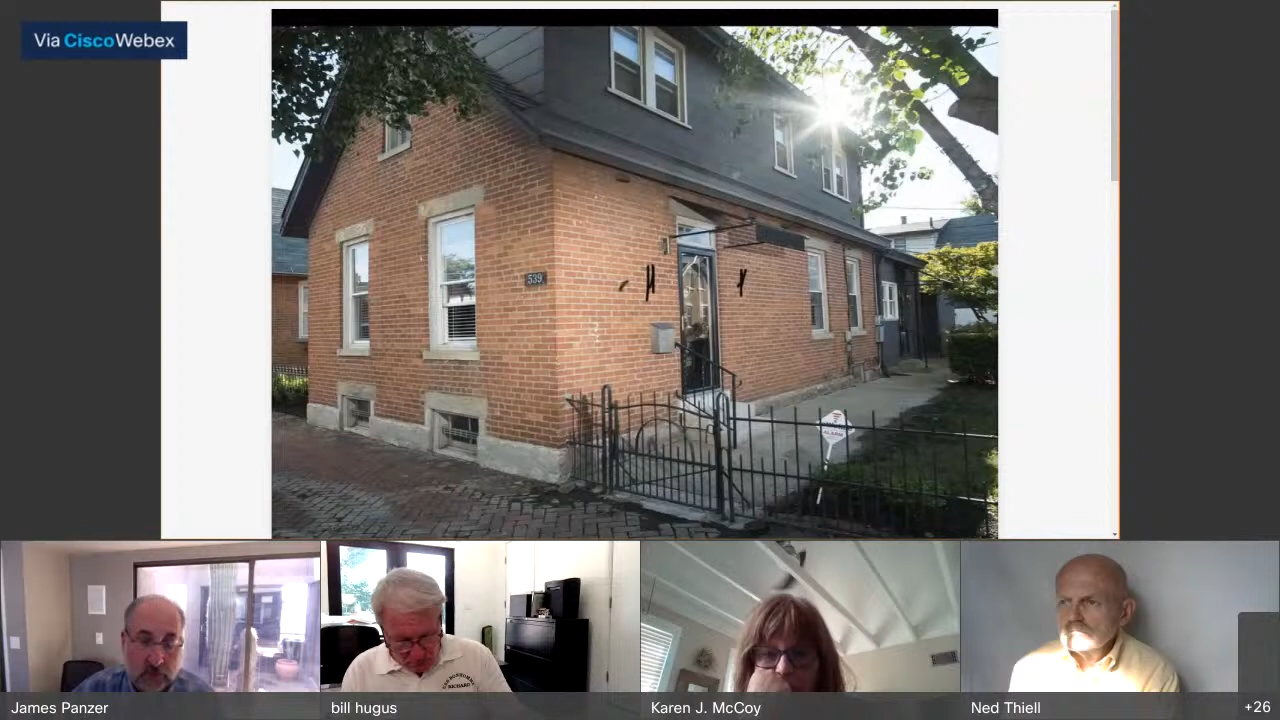 Via CiscoWebex
539
James Panzer
bill hugus
Karen J. McCoy
Ned Thiell
+26